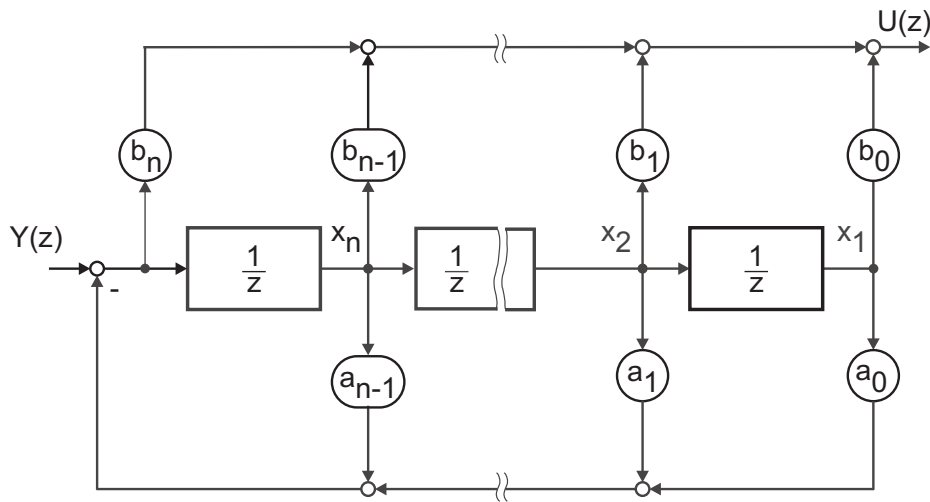 U(z)
b_n
b_{n-1}
b_1
b_0
Y(z)
x_n
x_2
x_1
1/z
1/z
1/z
-
a_{n-1}
a_1
a_0